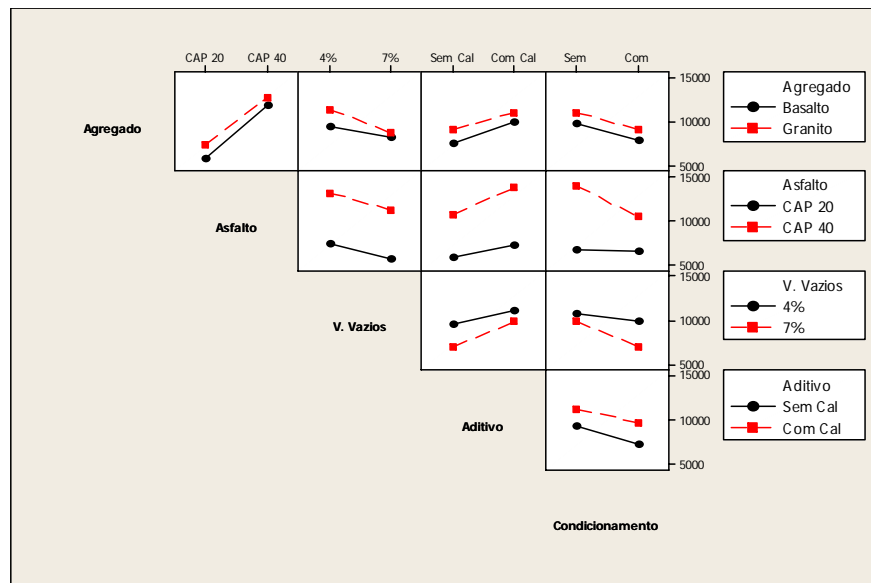 CAP 20 CAP 40 4% 7% Sem Cal Com Cal Sem Com
15000
10000
5000
Agregado
Agregado
Basalto
Granito
15000
10000
5000
Asfalto
Asfalto
CAP 20
CAP 40
15000
10000
5000
V. Vazios
V. Vazios
4%
7%
15000
10000
5000
Aditivo
Aditivo
Sem Cal
Com Cal
Condicionamento